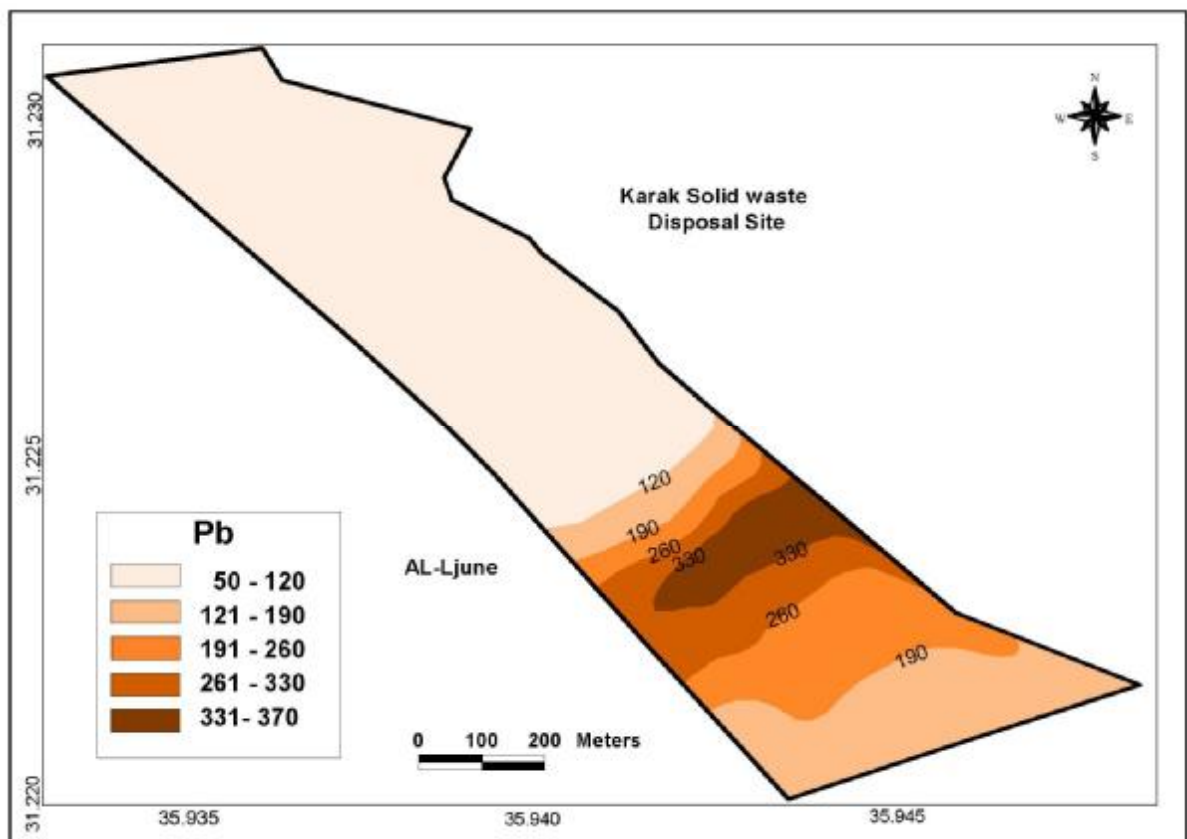 N
W E
S
Karak Solid waste
Disposal Site
31.230
31.225
31.220
120
190
260
330
330
260
190
AL-Ljune
Pb
50 - 120
121 - 190
191 - 260
261 - 330
331- 370
0 100 200 Meters
35.935 35.940 35.945